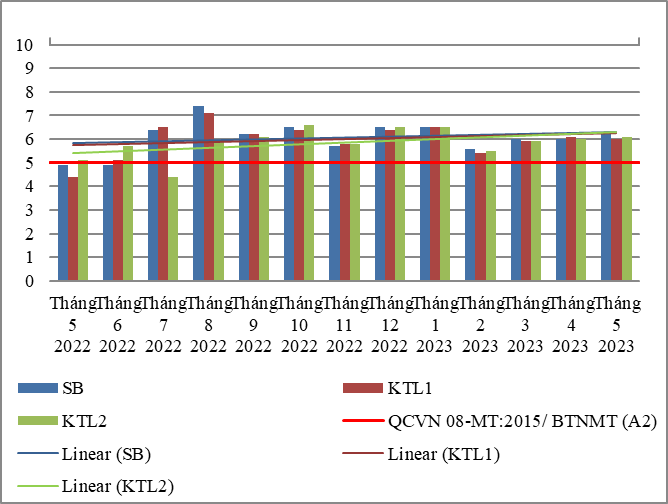 10
9
8
7
6
5
4
3
2
1
0
Tháng 5 2022
Tháng 6 2022
Tháng 7 2022
Tháng 8 2022
Tháng 9 2022
Tháng 10 2022
Tháng 11 2022
Tháng 12 2022
Tháng 1 2023
Tháng 2 2023
Tháng 3 2023
Tháng 4 2023
Tháng 5 2023
SB
KTL1
KTL2
QCVN 08-MT:2015/ BTNMT (A2)
Linear (SB)
Linear (KTL1)
Linear (KTL2)